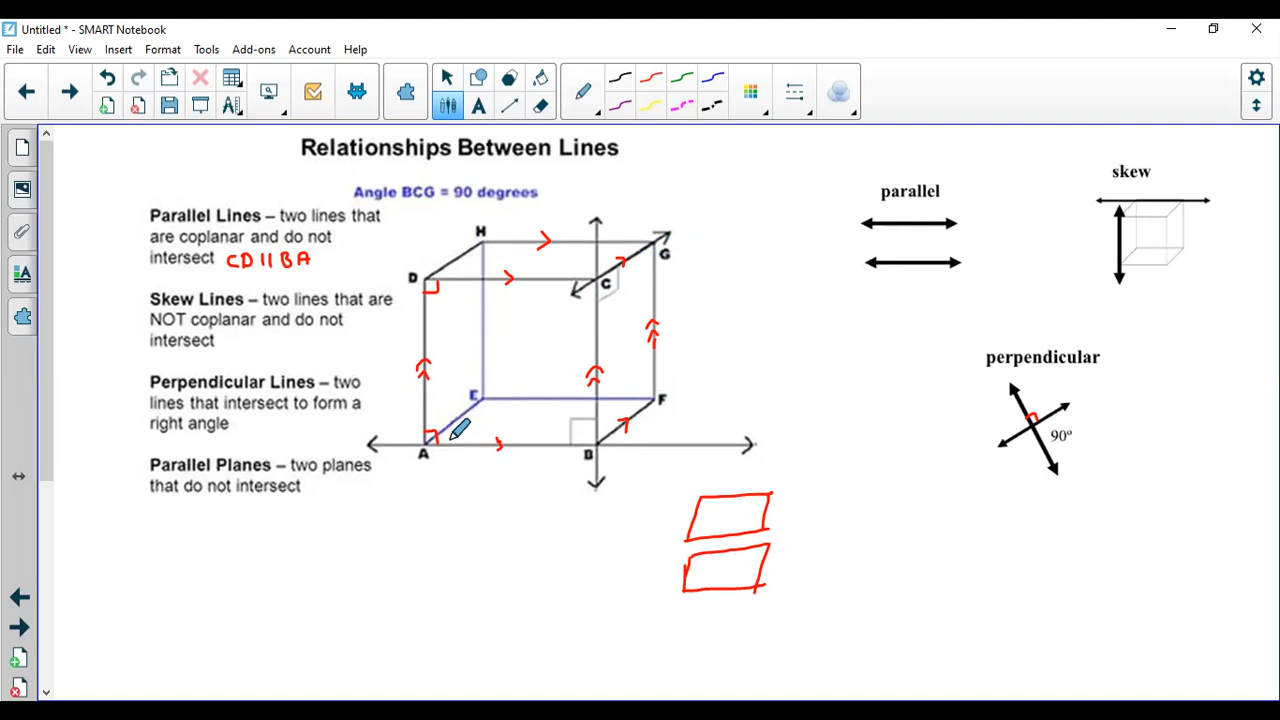 Untitled * - SMART Notebook
File Edit View Insert Format Tools Add-ons Account Help
Relationships Between Lines
Angle BCG = 90 degrees
Parallel Lines – two lines that
are coplanar and do not
intersect CD || BA
Skew Lines – two lines that are
NOT coplanar and do not
intersect
Perpendicular Lines – two
lines that intersect to form a
right angle
Parallel Planes – two planes
that do not intersect
H
G
D
C
E
F
A
B
parallel
skew
perpendicular
90º